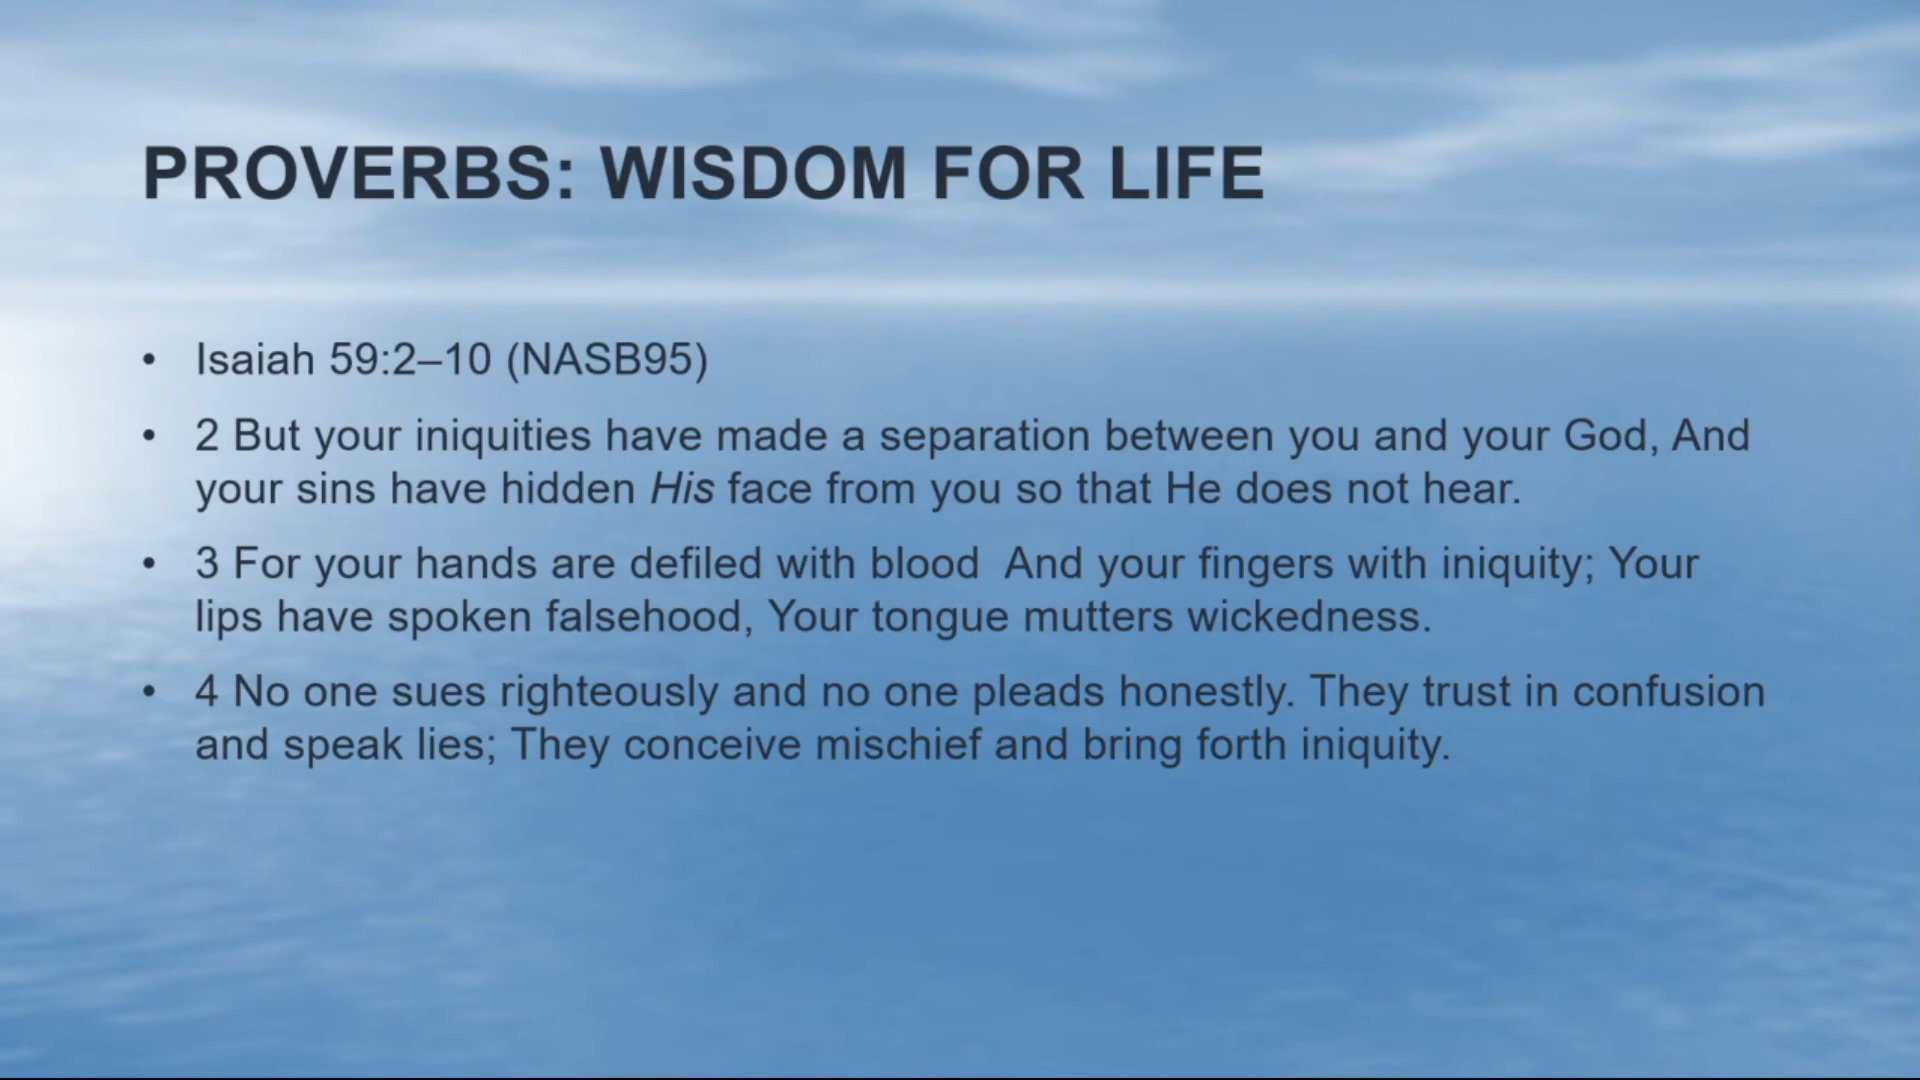 PROVERBS: WISDOM FOR LIFE
• Isaiah 59:2–10 (NASB95)
• 2 But your iniquities have made a separation between you and your God, And
your sins have hidden His face from you so that He does not hear.
• 3 For your hands are defiled with blood  And your fingers with iniquity; Your
lips have spoken falsehood, Your tongue mutters wickedness.
• 4 No one sues righteously and no one pleads honestly. They trust in confusion
and speak lies; They conceive mischief and bring forth iniquity.